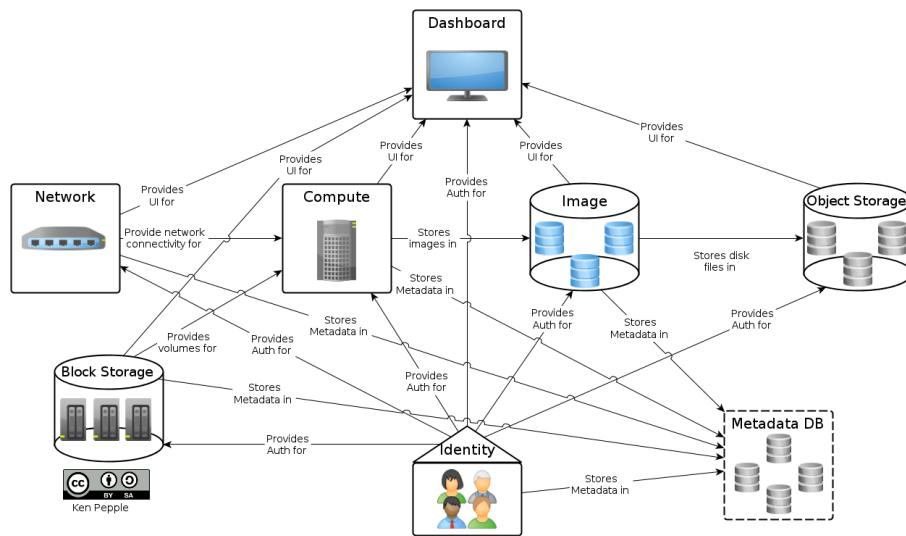 Dashboard
Provides
UI for
Provides
UI for
Provides
UI for
Provides
UI for
Provides
Auth for
Provides
UI for
Network
Compute
Image
Object Storage
Provide network
connectivity for
Stores
images in
Stores disk
files in
Stores
Metadata in
Stores
Metadata in
Stores
Metadata in
Provides
volumes for
Provides
Auth for
Provides
Auth for
Provides
Auth for
Provides
Auth for
Block Storage
Stores
Metadata in
Metadata DB
Provides
Auth for
Identity
Stores
Metadata in
cc
BY SA
Ken Pepple